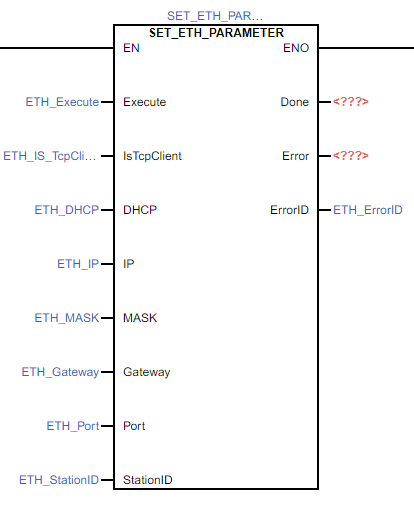 SET_ETH_PAR...
SET_ETH_PARAMETER
EN ENO
ETH_Execute Execute Done <???>
ETH_IS_TcpCli... IsTcpClient Error <???>
ETH_DHCP DHCP ErrorID ETH_ErrorID
ETH_IP IP
ETH_MASK MASK
ETH_Gateway Gateway
ETH_Port Port
ETH_StationID StationID